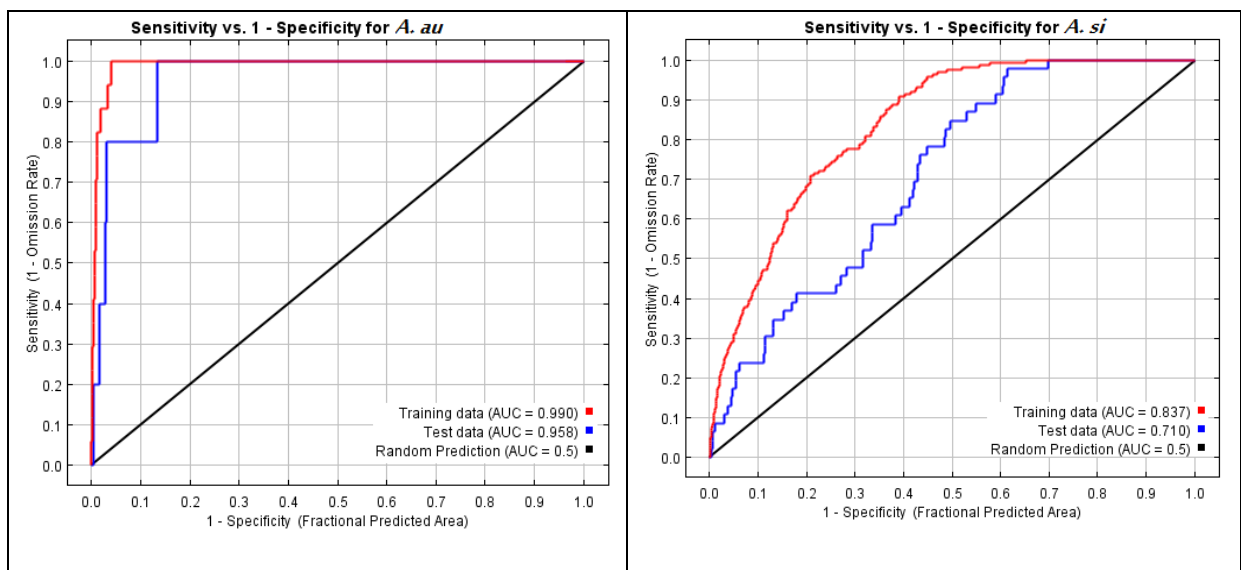 Sensitivity vs. 1 - Specificity for A. au
1.0
0.9
0.8
0.7
0.6
0.5
0.4
0.3
0.2
0.1
0.0
Sensitivity (1 - Omission Rate)
Training data (AUC = 0.990)
Test data (AUC = 0.958)
Random Prediction (AUC = 0.5)
0.0 0.1 0.2 0.3 0.4 0.5 0.6 0.7 0.8 0.9 1.0
1 - Specificity (Fractional Predicted Area)
Sensitivity vs. 1 - Specificity for A. si
1.0
0.9
0.8
0.7
0.6
0.5
0.4
0.3
0.2
0.1
0.0
Sensitivity (1 - Omission Rate)
Training data (AUC = 0.837)
Test data (AUC = 0.710)
Random Prediction (AUC = 0.5)
0.0 0.1 0.2 0.3 0.4 0.5 0.6 0.7 0.8 0.9 1.0
1 - Specificity (Fractional Predicted Area)